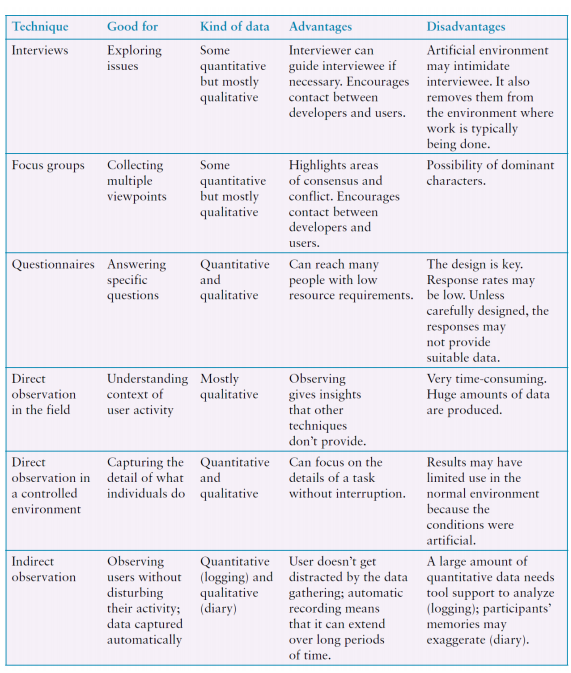 Technique Good for Kind of data Advantages Disadvantages
Interviews
Exploring
issues
Some
quantitative
but mostly
qualitative
Interviewer can
guide interviewee if
necessary. Encourages
contact between
developers and users.
Artificial environment
may intimidate
interviewee. It also
removes them from
the environment where
work is typically
being done.
Focus groups
Collecting
multiple
viewpoints
Some
quantitative
but mostly
qualitative
Highlights areas
of consensus and
conflict. Encourages
contact between
developers and
users.
Possibility of dominant
characters.
Questionnaires
Answering
specific
questions
Quantitative
and
qualitative
Can reach many
people with low
resource requirements.
The design is key.
Response rates may
be low. Unless
carefully designed, the
responses may
not provide
suitable data.
Direct
observation
in the field
Understanding
context of
user activity
Mostly
qualitative
Observing
gives insights
that other
techniques
don't provide.
Very time-consuming.
Huge amounts of data
are produced.
Direct
observation in
a controlled
environment
Capturing the
detail of what
individuals do
Quantitative
and
qualitative
Can focus on the
details of a task
without interruption.
Results may have
limited use in the
normal environment
because the
conditions were
artificial.
Indirect
observation
Observing
users without
disturbing
their activity;
data captured
automatically
Quantitative
(logging) and
qualitative
(diary)
User doesn't get
distracted by the data
gathering; automatic
recording means
that it can extend
over long periods
of time.
A large amount of
quantitative data needs
tool support to analyze
(logging); participants'
memories may
exaggerate (diary).